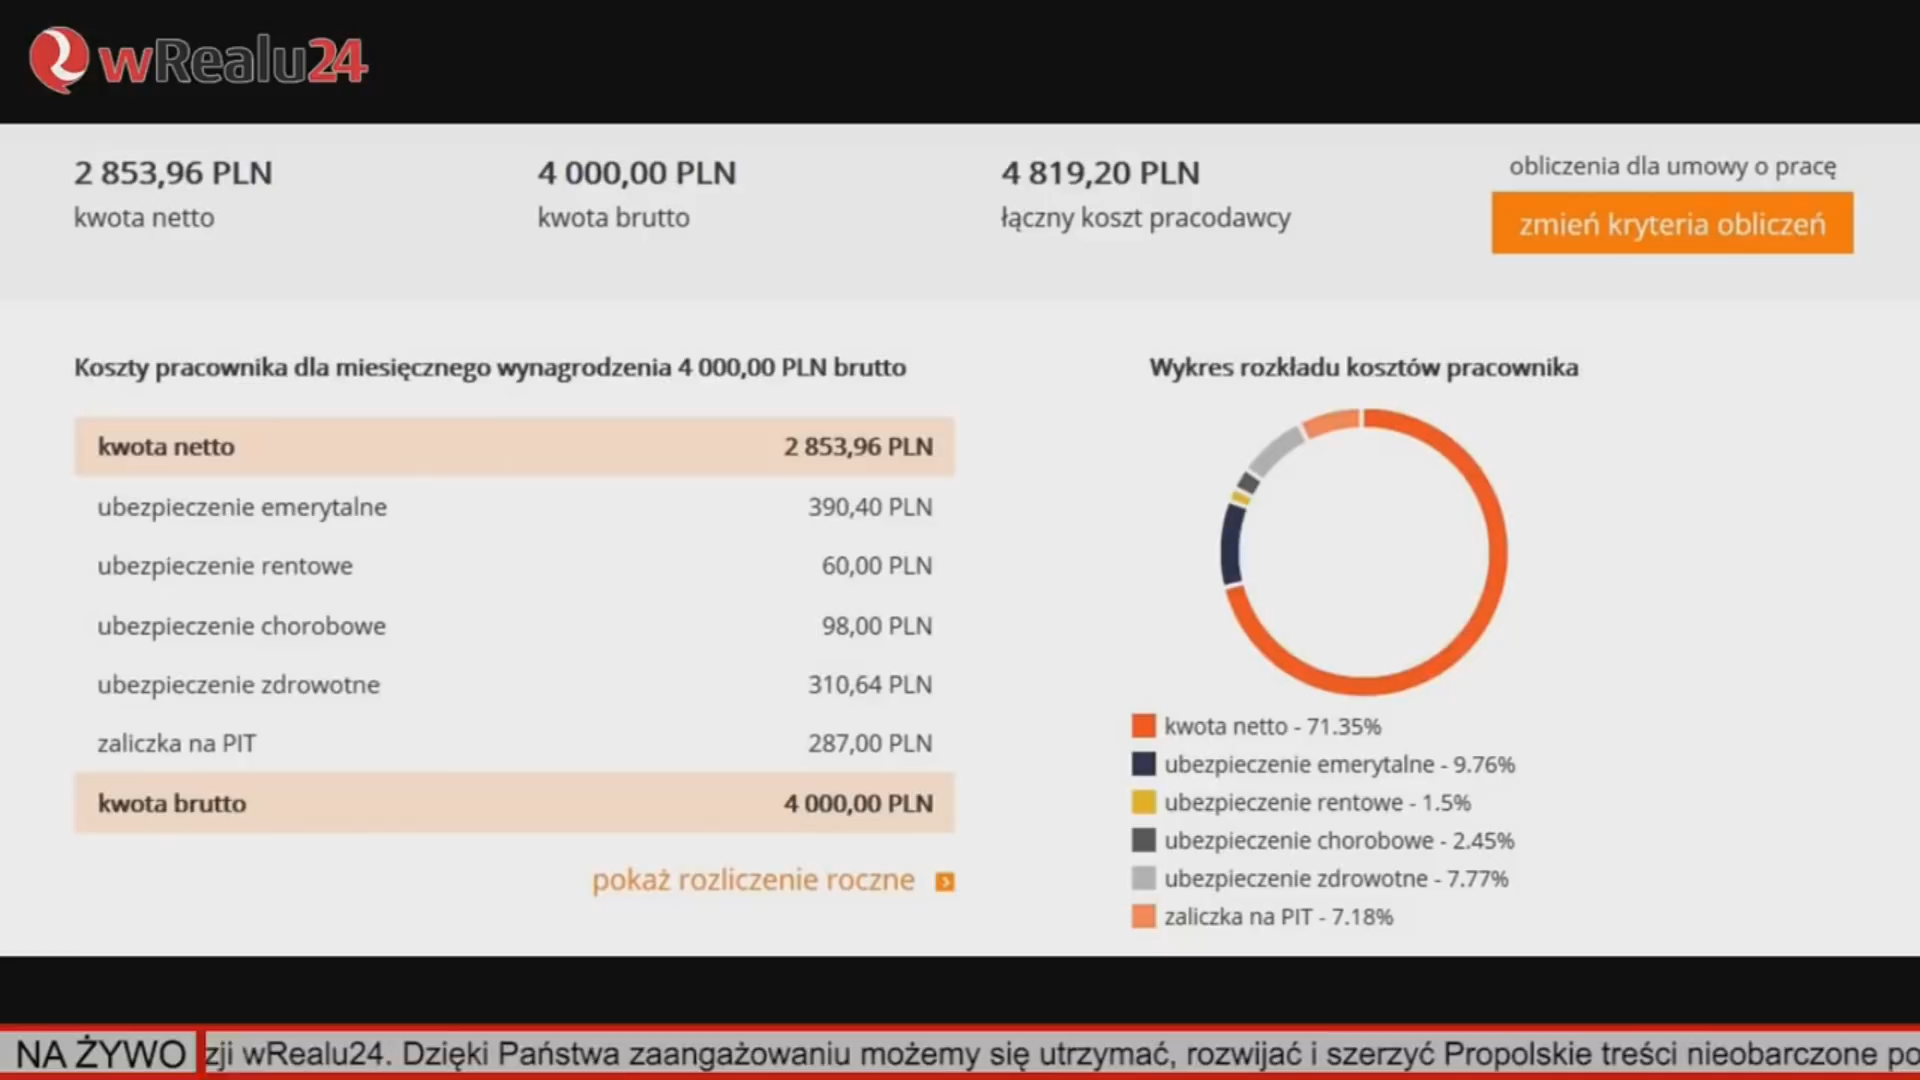 wRealu24
2 853,96 PLN
kwota netto
4 000,00 PLN
kwota brutto
4 819,20 PLN
łączny koszt pracodawcy
obliczenia dla umowy o pracę
zmień kryteria obliczeń
Koszty pracownika dla miesięcznego wynagrodzenia 4 000,00 PLN brutto
kwota netto 2 853,96 PLN
ubezpieczenie emerytalne 390,40 PLN
ubezpieczenie rentowe 60,00 PLN
ubezpieczenie chorobowe 98,00 PLN
ubezpieczenie zdrowotne 310,64 PLN
zaliczka na PIT 287,00 PLN
kwota brutto 4 000,00 PLN
pokaż rozliczenie roczne
Wykres rozkładu kosztów pracownika
kwota netto - 71.35%
ubezpieczenie emerytalne - 9.76%
ubezpieczenie rentowe - 1.5%
ubezpieczenie chorobowe - 2.45%
ubezpieczenie zdrowotne - 7.77%
zaliczka na PIT - 7.18%
NA ŻYWO
zji wRealu24. Dzięki Państwa zaangażowaniu możemy się utrzymać, rozwijać i szerzyć Propolskie treści nieobarczone po